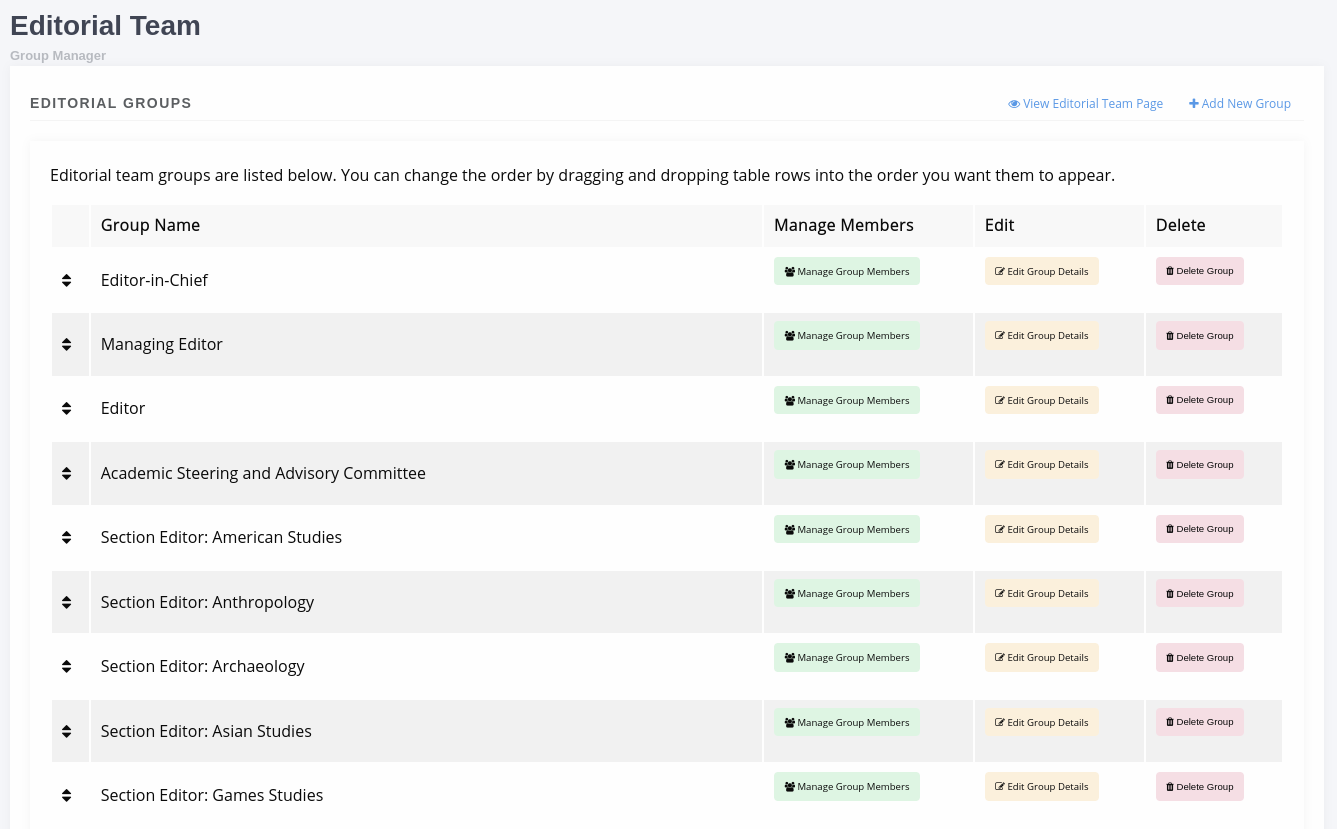 Editorial Team
Group Manager
EDITORIAL GROUPS
View Editorial Team Page
Add New Group
Editorial team groups are listed below. You can change the order by dragging and dropping table rows into the order you want them to appear.
Group Name Manage Members Edit Delete
Editor-in-Chief Manage Group Members Edit Group Details Delete Group
Managing Editor Manage Group Members Edit Group Details Delete Group
Editor Manage Group Members Edit Group Details Delete Group
Academic Steering and Advisory Committee Manage Group Members Edit Group Details Delete Group
Section Editor: American Studies Manage Group Members Edit Group Details Delete Group
Section Editor: Anthropology Manage Group Members Edit Group Details Delete Group
Section Editor: Archaeology Manage Group Members Edit Group Details Delete Group
Section Editor: Asian Studies Manage Group Members Edit Group Details Delete Group
Section Editor: Games Studies Manage Group Members Edit Group Details Delete Group